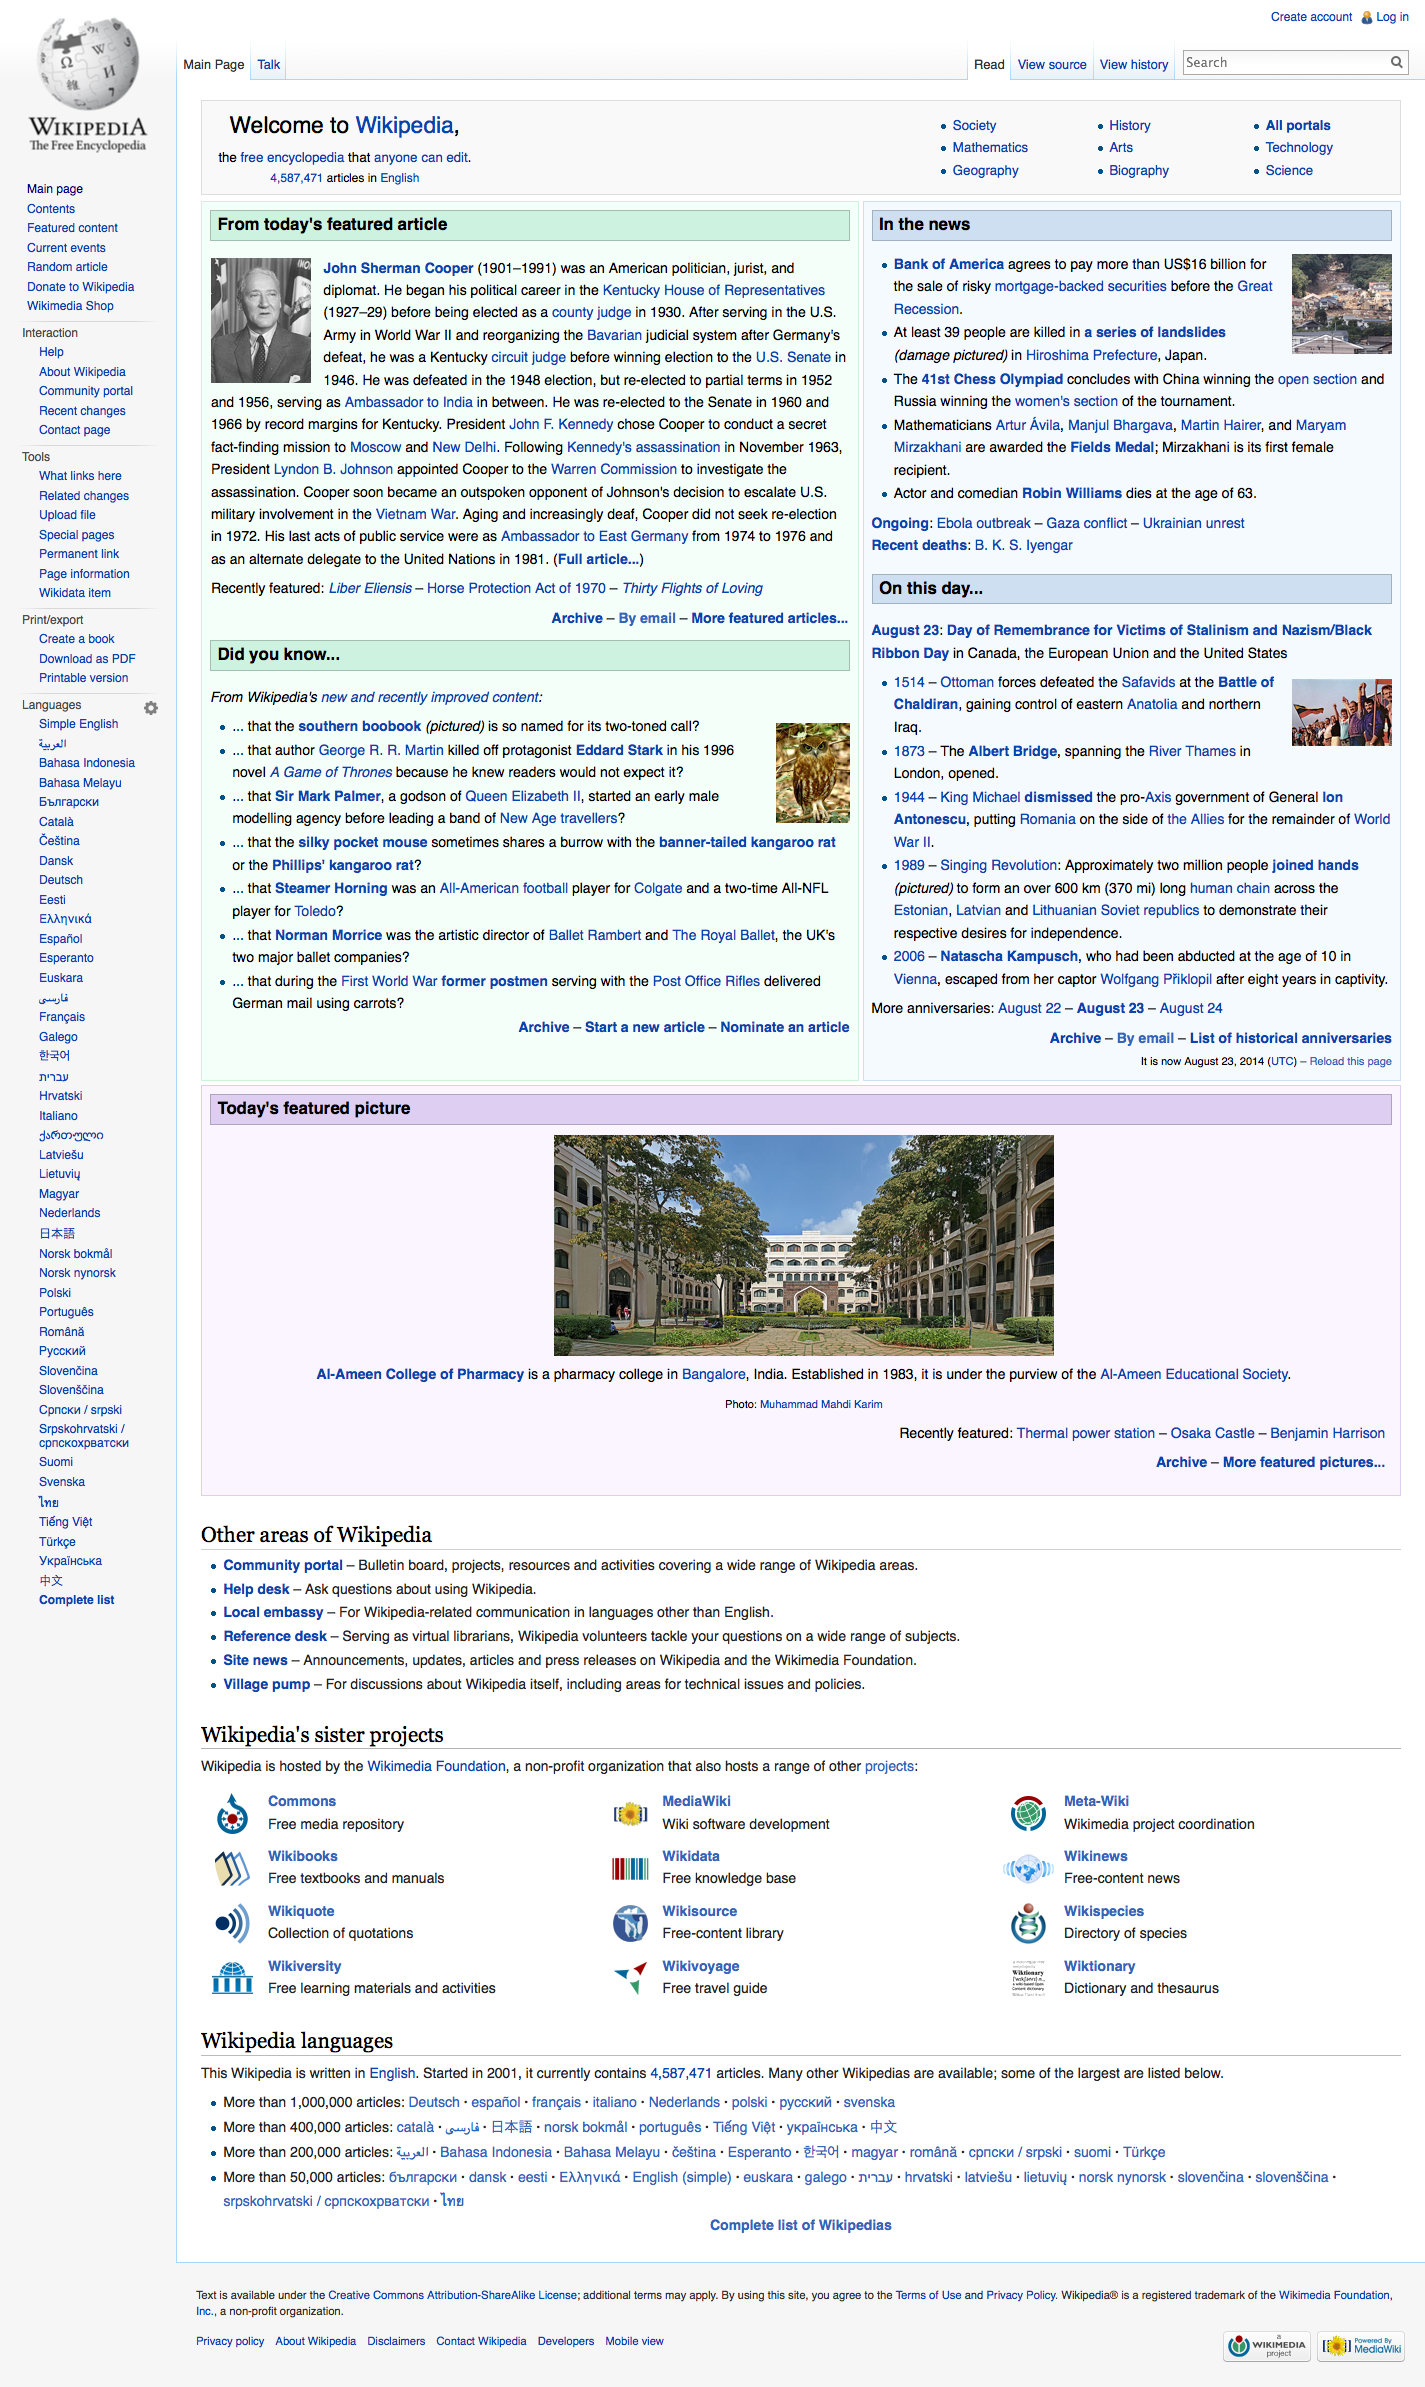 Create account Log in
Main Page Talk Read View source View history Search
WIKIPEDIA
The Free Encyclopedia
Main page
Contents
Featured content
Current events
Random article
Donate to Wikipedia
Wikimedia Shop
Interaction
Help
About Wikipedia
Community portal
Recent changes
Contact page
Tools
What links here
Related changes
Upload file
Special pages
Permanent link
Page information
Wikidata item
Print/export
Create a book
Download as PDF
Printable version
Languages
Simple English
العربية
Bahasa Indonesia
Bahasa Melayu
Български
Català
Čeština
Dansk
Deutsch
Eesti
Ελληνικά
Español
Esperanto
Euskara
فارسی
Français
Galego
한국어
עברית
Hrvatski
Italiano
ქართული
Latviešu
Lietuvių
Magyar
Nederlands
日本語
Norsk bokmål
Norsk nynorsk
Polski
Português
Română
Русский
Slovenčina
Slovenščina
Српски / srpski
Srpskohrvatski /
српскохрватски
Suomi
Svenska
ไทย
Tiếng Việt
Türkçe
Українська
中文
Complete list
Welcome to Wikipedia,
the free encyclopedia that anyone can edit.
4,587,471 articles in English
Society History All portals
Mathematics Arts Technology
Geography Biography Science
From today's featured article
John Sherman Cooper (1901–1991) was an American politician, jurist, and
diplomat. He began his political career in the Kentucky House of Representatives
(1927–29) before being elected as a county judge in 1930. After serving in the U.S.
Army in World War II and reorganizing the Bavarian judicial system after Germany's
defeat, he was a Kentucky circuit judge before winning election to the U.S. Senate in
1946. He was defeated in the 1948 election, but re-elected to partial terms in 1952
and 1956, serving as Ambassador to India in between. He was re-elected to the Senate in 1960 and
1966 by record margins for Kentucky. President John F. Kennedy chose Cooper to conduct a secret
fact-finding mission to Moscow and New Delhi. Following Kennedy's assassination in November 1963,
President Lyndon B. Johnson appointed Cooper to the Warren Commission to investigate the
assassination. Cooper soon became an outspoken opponent of Johnson's decision to escalate U.S.
military involvement in the Vietnam War. Aging and increasingly deaf, Cooper did not seek re-election
in 1972. His last acts of public service were as Ambassador to East Germany from 1974 to 1976 and
as an alternate delegate to the United Nations in 1981. (Full article...)
Recently featured: Liber Eliensis – Horse Protection Act of 1970 – Thirty Flights of Loving
Archive – By email – More featured articles...
Did you know...
From Wikipedia's new and recently improved content:
... that the southern boobook (pictured) is so named for its two-toned call?
... that author George R. R. Martin killed off protagonist Eddard Stark in his 1996
novel A Game of Thrones because he knew readers would not expect it?
... that Sir Mark Palmer, a godson of Queen Elizabeth II, started an early male
modelling agency before leading a band of New Age travellers?
... that the silky pocket mouse sometimes shares a burrow with the banner-tailed kangaroo rat
or the Phillips' kangaroo rat?
... that Steamer Horning was an All-American football player for Colgate and a two-time All-NFL
player for Toledo?
... that Norman Morrice was the artistic director of Ballet Rambert and The Royal Ballet, the UK's
two major ballet companies?
... that during the First World War former postmen serving with the Post Office Rifles delivered
German mail using carrots?
Archive – Start a new article – Nominate an article
In the news
Bank of America agrees to pay more than US$16 billion for
the sale of risky mortgage-backed securities before the Great
Recession.
At least 39 people are killed in a series of landslides
(damage pictured) in Hiroshima Prefecture, Japan.
The 41st Chess Olympiad concludes with China winning the open section and
Russia winning the women's section of the tournament.
Mathematicians Artur Ávila, Manjul Bhargava, Martin Hairer, and Maryam
Mirzakhani are awarded the Fields Medal; Mirzakhani is its first female
recipient.
Actor and comedian Robin Williams dies at the age of 63.
Ongoing: Ebola outbreak – Gaza conflict – Ukrainian unrest
Recent deaths: B. K. S. Iyengar
On this day...
August 23: Day of Remembrance for Victims of Stalinism and Nazism/Black
Ribbon Day in Canada, the European Union and the United States
1514 – Ottoman forces defeated the Safavids at the Battle of
Chaldiran, gaining control of eastern Anatolia and northern
Iraq.
1873 – The Albert Bridge, spanning the River Thames in
London, opened.
1944 – King Michael dismissed the pro-Axis government of General Ion
Antonescu, putting Romania on the side of the Allies for the remainder of World
War II.
1989 – Singing Revolution: Approximately two million people joined hands
(pictured) to form an over 600 km (370 mi) long human chain across the
Estonian, Latvian and Lithuanian Soviet republics to demonstrate their
respective desires for independence.
2006 – Natascha Kampusch, who had been abducted at the age of 10 in
Vienna, escaped from her captor Wolfgang Přiklopil after eight years in captivity.
More anniversaries: August 22 – August 23 – August 24
Archive – By email – List of historical anniversaries
It is now August 23, 2014 (UTC) – Reload this page
Today's featured picture
Al-Ameen College of Pharmacy is a pharmacy college in Bangalore, India. Established in 1983, it is under the purview of the Al-Ameen Educational Society.
Photo: Muhammad Mahdi Karim
Recently featured: Thermal power station – Osaka Castle – Benjamin Harrison
Archive – More featured pictures...
Other areas of Wikipedia
Community portal – Bulletin board, projects, resources and activities covering a wide range of Wikipedia areas.
Help desk – Ask questions about using Wikipedia.
Local embassy – For Wikipedia-related communication in languages other than English.
Reference desk – Serving as virtual librarians, Wikipedia volunteers tackle your questions on a wide range of subjects.
Site news – Announcements, updates, articles and press releases on Wikipedia and the Wikimedia Foundation.
Village pump – For discussions about Wikipedia itself, including areas for technical issues and policies.
Wikipedia's sister projects
Wikipedia is hosted by the Wikimedia Foundation, a non-profit organization that also hosts a range of other projects:
Commons MediaWiki Meta-Wiki
Free media repository Wiki software development Wikimedia project coordination
Wikibooks Wikidata Wikinews
Free textbooks and manuals Free knowledge base Free-content news
Wikiquote Wikisource Wikispecies
Collection of quotations Free-content library Directory of species
Wikiversity Wikivoyage Wiktionary
Free learning materials and activities Free travel guide Dictionary and thesaurus
Wikipedia languages
This Wikipedia is written in English. Started in 2001, it currently contains 4,587,471 articles. Many other Wikipedias are available; some of the largest are listed below.
More than 1,000,000 articles: Deutsch · español · français · italiano · Nederlands · polski · русский · svenska
More than 400,000 articles: català · فارسی · 日本語 · norsk bokmål · português · Tiếng Việt · українська · 中文
More than 200,000 articles: العربية · Bahasa Indonesia · Bahasa Melayu · čeština · Esperanto · 한국어 · magyar · română · српски / srpski · suomi · Türkçe
More than 50,000 articles: български · dansk · eesti · Ελληνικά · English (simple) · euskara · galego · עברית · hrvatski · latviešu · lietuvių · norsk nynorsk · slovenčina · slovenščina ·
srpskohrvatski / српскохрватски · ไทย
Complete list of Wikipedias
Text is available under the Creative Commons Attribution-ShareAlike License; additional terms may apply. By using this site, you agree to the Terms of Use and Privacy Policy. Wikipedia® is a registered trademark of the Wikimedia Foundation,
Inc., a non-profit organization.
Privacy policy About Wikipedia Disclaimers Contact Wikipedia Developers Mobile view
a WIKIMEDIA project
Powered By MediaWiki